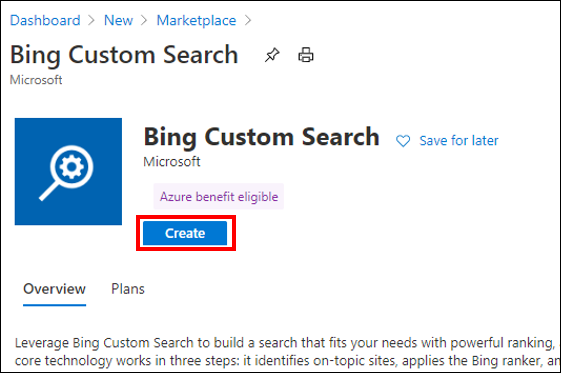 Dashboard > New > Marketplace >
Bing Custom Search
Microsoft
Bing Custom Search
Save for later
Microsoft
Azure benefit eligible
Create
Overview Plans
Leverage Bing Custom Search to build a search that fits your needs with powerful ranking,
core technology works in three steps: it identifies on-topic sites, applies the Bing ranker, an